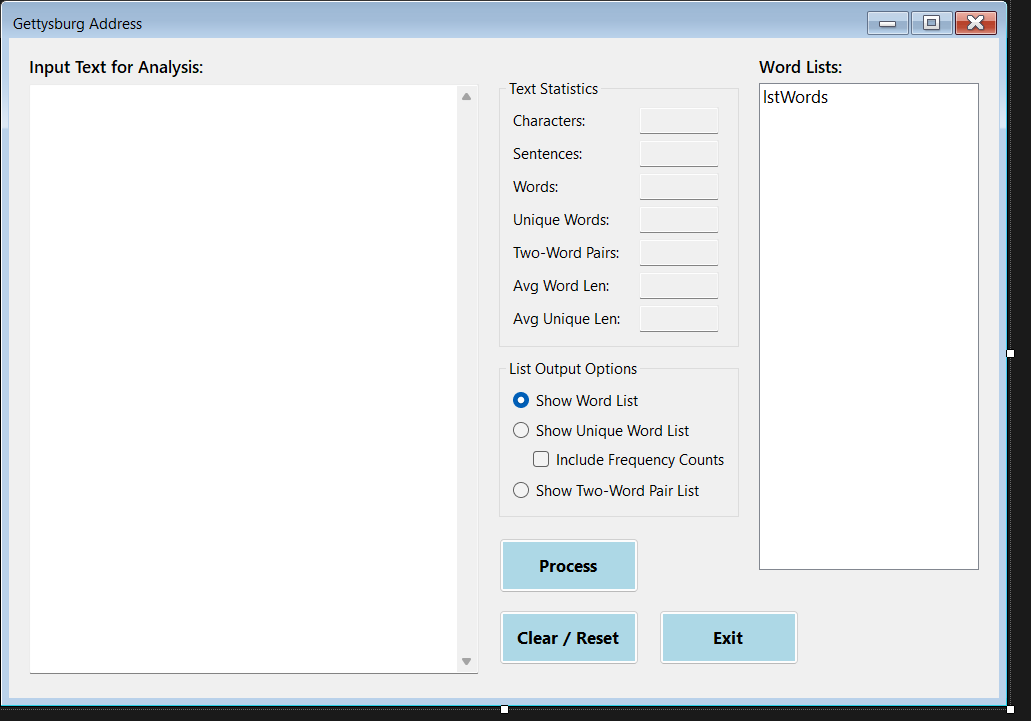 Gettysburg Address
Input Text for Analysis:
Text Statistics
Characters:
Sentences:
Words:
Unique Words:
Two-Word Pairs:
Avg Word Len:
Avg Unique Len:
List Output Options
Show Word List
Show Unique Word List
Include Frequency Counts
Show Two-Word Pair List
Process
Clear / Reset
Exit
Word Lists:
lstWords